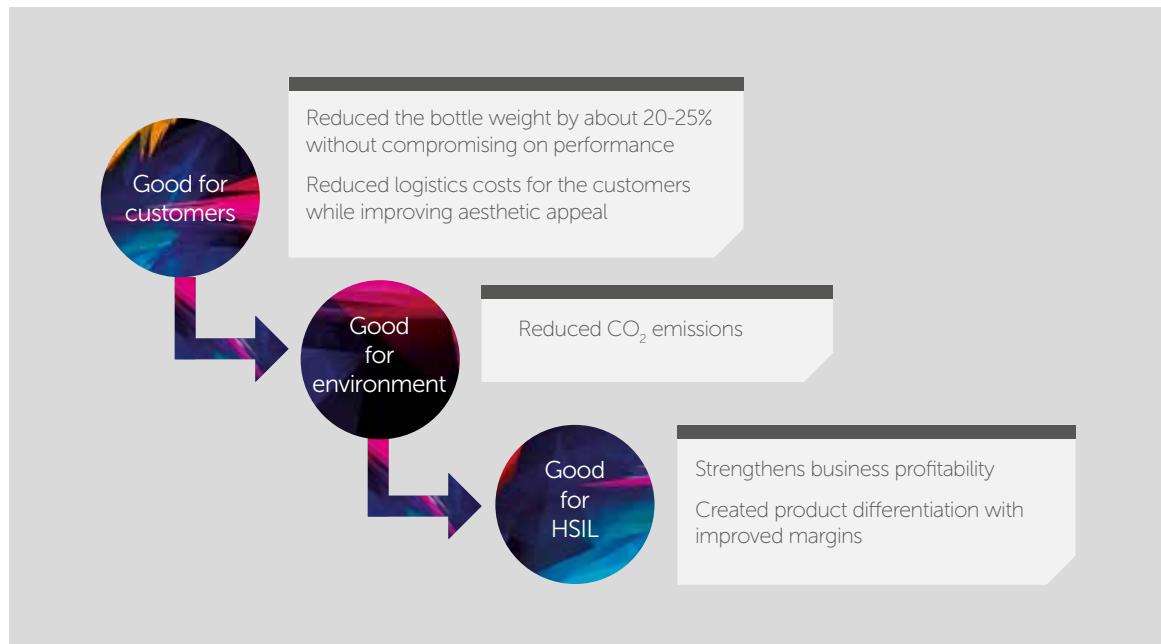 Good for
customers
Reduced the bottle weight by about 20-25%
without compromising on performance
Reduced logistics costs for the customers
while improving aesthetic appeal
Good
for
environment
Reduced CO₂ emissions
Good
for
HSIL
Strengthens business profitability
Created product differentiation with
improved margins